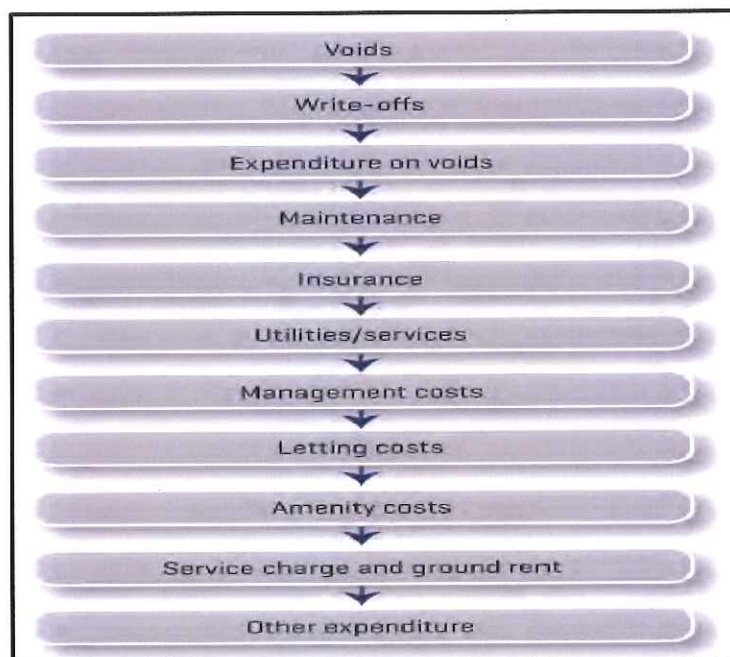 Voids
Write-offs
Expenditure on voids
Maintenance
Insurance
Utilities/services
Management costs
Letting costs
Amenity costs
Service charge and ground rent
Other expenditure